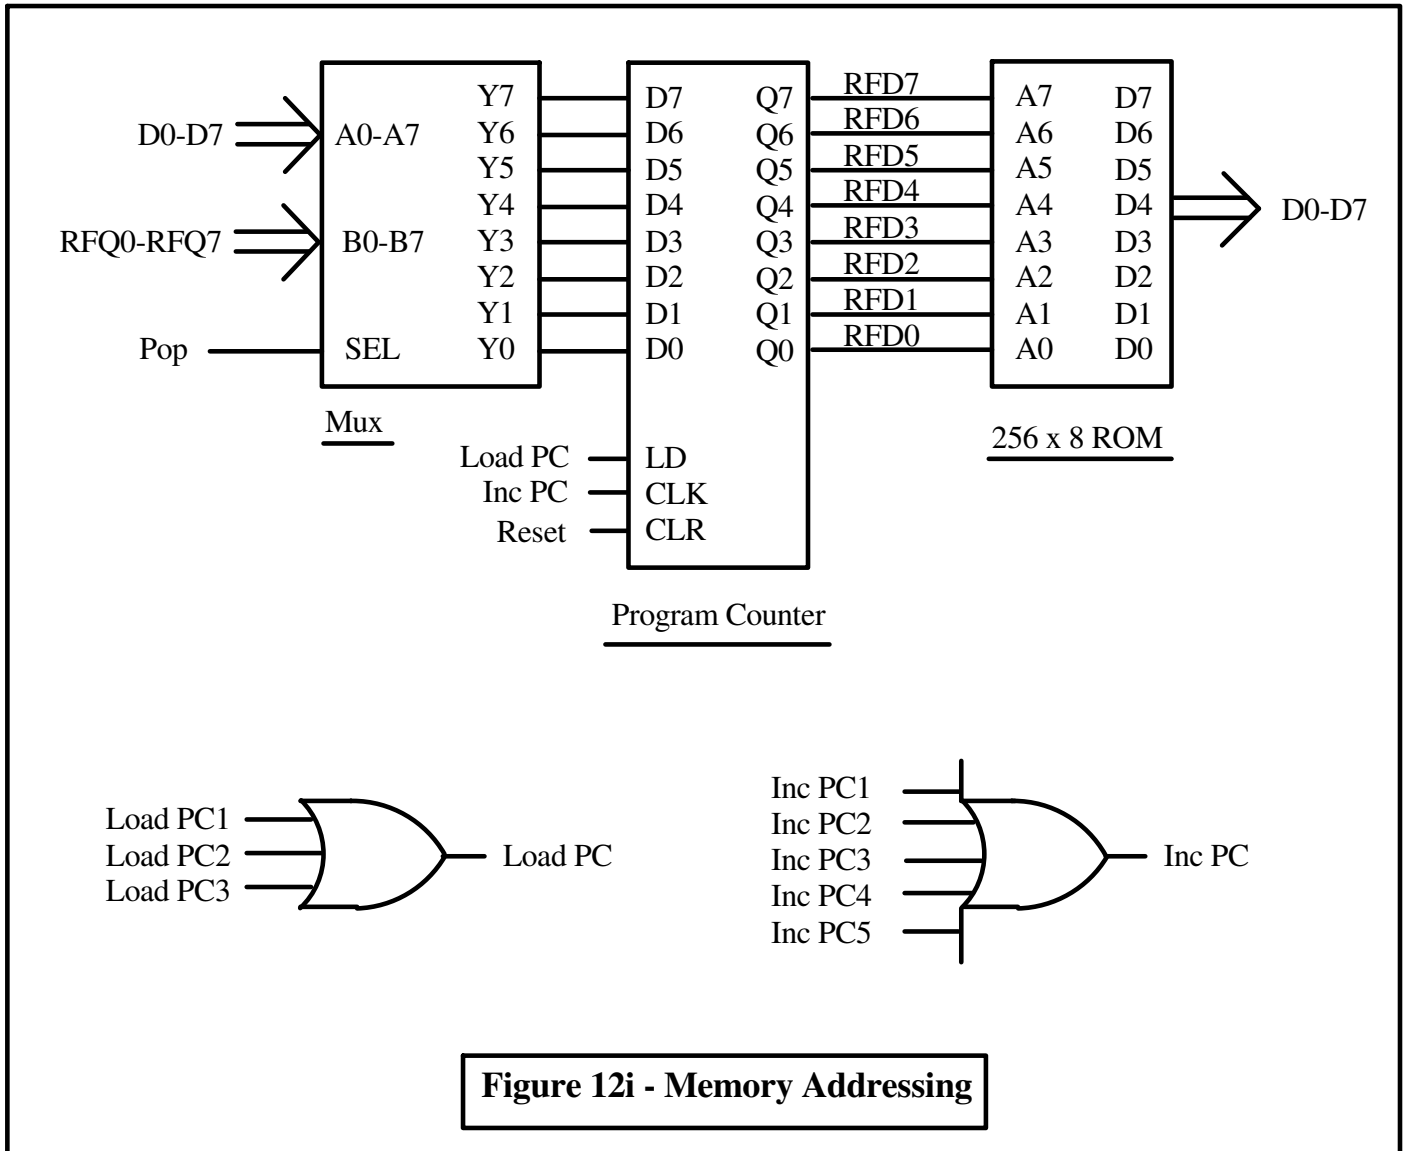 D0-D7
RFQ0-RFQ7
Pop
A0-A7
B0-B7
SEL
Y7
Y6
Y5
Y4
Y3
Y2
Y1
Y0
Mux
D7
D6
D5
D4
D3
D2
D1
D0
Q7
Q6
Q5
Q4
Q3
Q2
Q1
Q0
Load PC
Inc PC
Reset
LD
CLK
CLR
Program Counter
RFD7
RFD6
RFD5
RFD4
RFD3
RFD2
RFD1
RFD0
A7
A6
A5
A4
A3
A2
A1
A0
D7
D6
D5
D4
D3
D2
D1
D0
256 x 8 ROM
D0-D7
Load PC1
Load PC2
Load PC3
Load PC
Inc PC1
Inc PC2
Inc PC3
Inc PC4
Inc PC5
Inc PC
Figure 12i - Memory Addressing